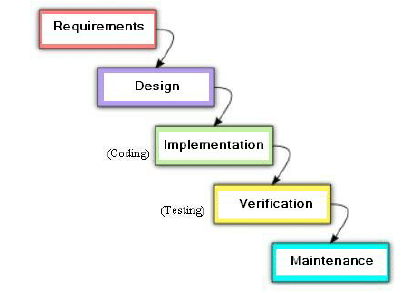 Requirements
Design
Implementation
(Coding)
Verification
(Testing)
Maintenance